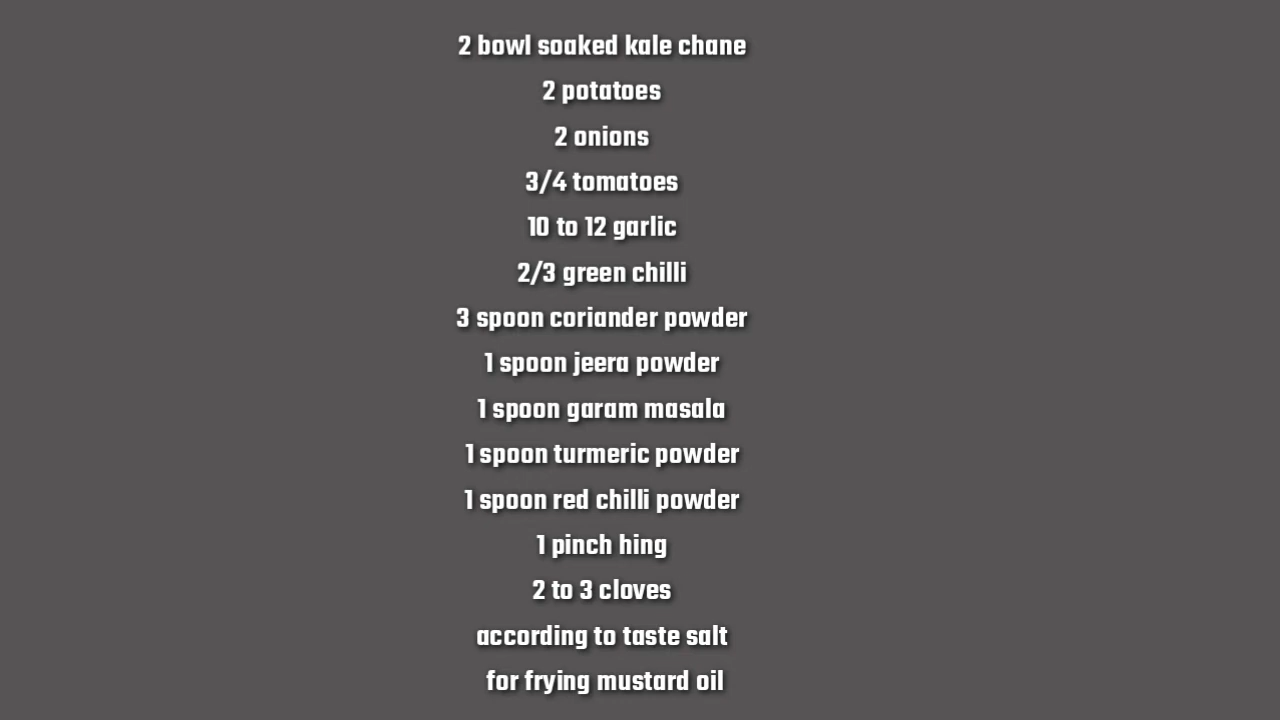 2 bowl soaked kale chane
2 potatoes
2 onions
3/4 tomatoes
10 to 12 garlic
2/3 green chilli
3 spoon coriander powder
1 spoon jeera powder
1 spoon garam masala
1 spoon turmeric powder
1 spoon red chilli powder
1 pinch hing
2 to 3 cloves
according to taste salt
for frying mustard oil